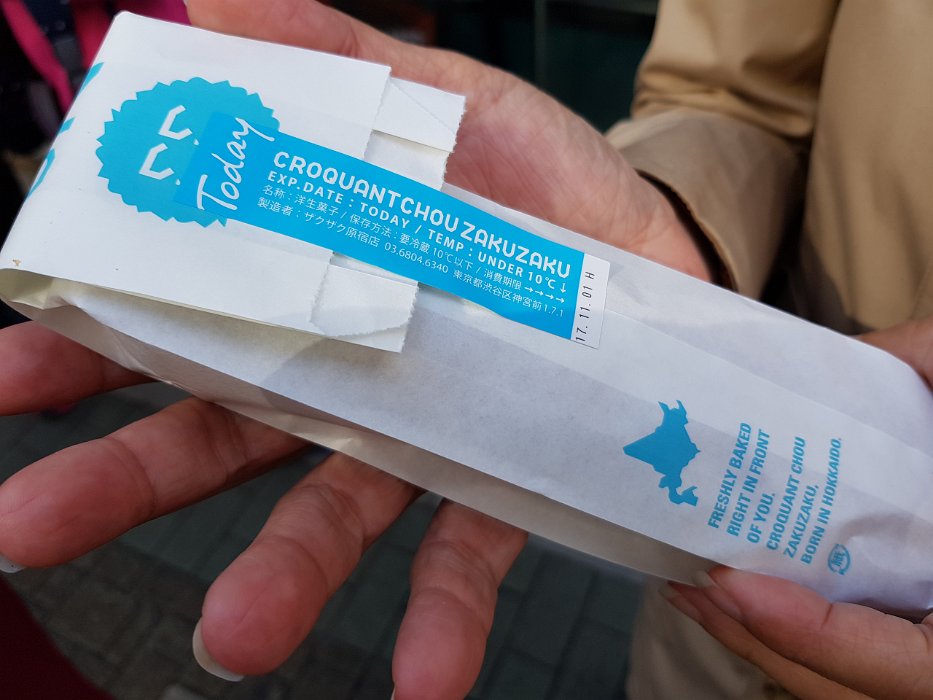 Today
CROQUANTCHOU ZAKUZAKU
EXP.DATE : TODAY / TEMP : UNDER 10℃↓
名称 : 洋生菓子 / 保存方法 : 要冷蔵 10℃以下 / 消費期限 →→→→
製造者 : ザクザク原宿店 03.6804.6340 東京都渋谷区神宮前1.7.1
17. 11. 01 H
FRESHLY BAKED
RIGHT IN FRONT
OF YOU.
CROQUANT CHOU
ZAKUZAKU.
BORN IN HOKKAIDO.